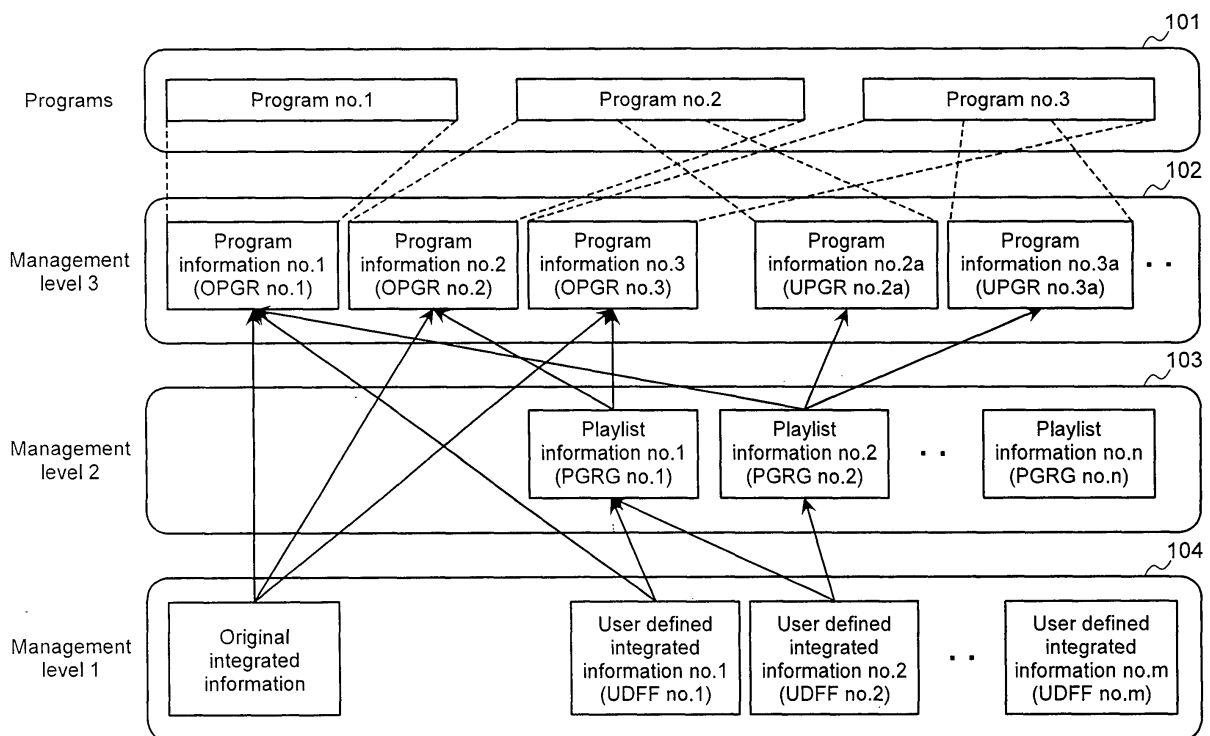 101
Programs
Program no.1
Program no.2
Program no.3
102
Management
level 3
Program
information no.1
(OPGR no.1)
Program
information no.2
(OPGR no.2)
Program
information no.3
(OPGR no.3)
Program
information no.2a
(UPGR no.2a)
Program
information no.3a
(UPGR no.3a)
. .
103
Management
level 2
Playlist
information no.1
(PGRG no.1)
Playlist
information no.2
(PGRG no.2)
. .
Playlist
information no.n
(PGRG no.n)
104
Management
level 1
Original
integrated
information
User defined
integrated
information no.1
(UDFF no.1)
User defined
integrated
information no.2
(UDFF no.2)
. .
User defined
integrated
information no.m
(UDFF no.m)